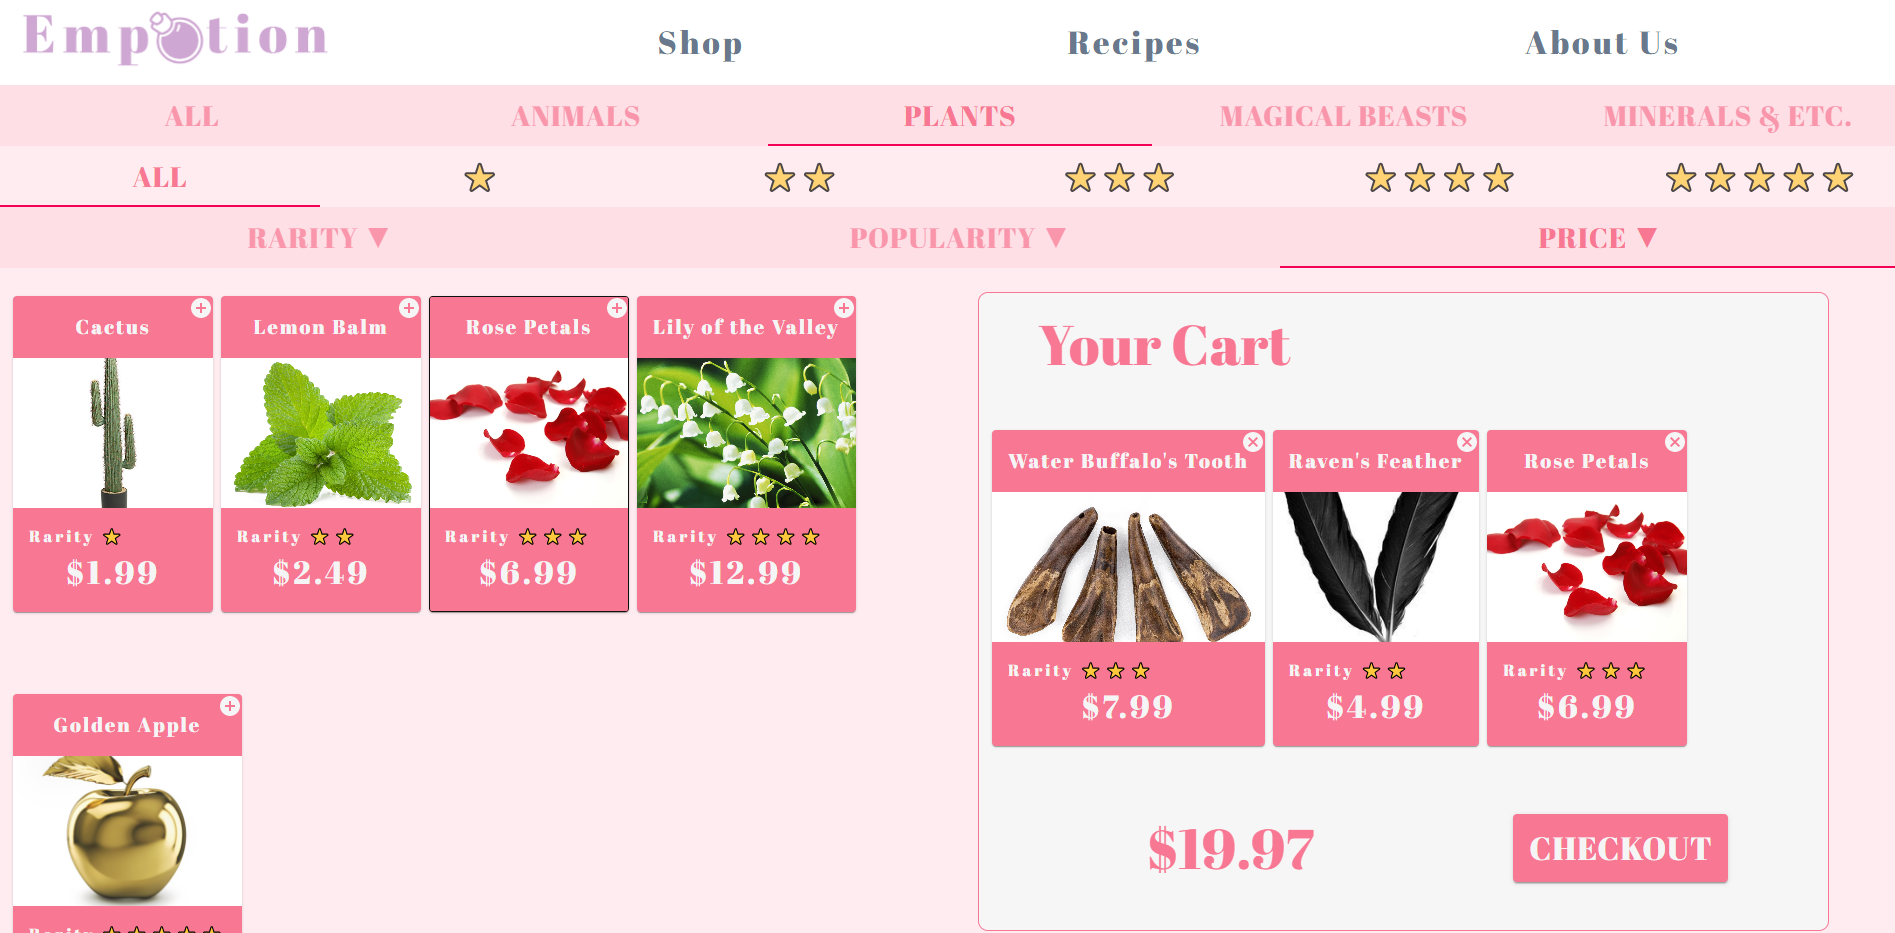 Empotion
Shop Recipes About Us
ALL ANIMALS PLANTS MAGICAL BEASTS MINERALS & ETC.
ALL
RARITY ▼ POPULARITY ▼ PRICE ▼
Cactus Lemon Balm Rose Petals Lily of the Valley
Rarity Rarity Rarity Rarity
$1.99 $2.49 $6.99 $12.99
Golden Apple
Rarity
Your Cart
Water Buffalo's Tooth Raven's Feather Rose Petals
Rarity Rarity Rarity
$7.99 $4.99 $6.99
$19.97 CHECKOUT